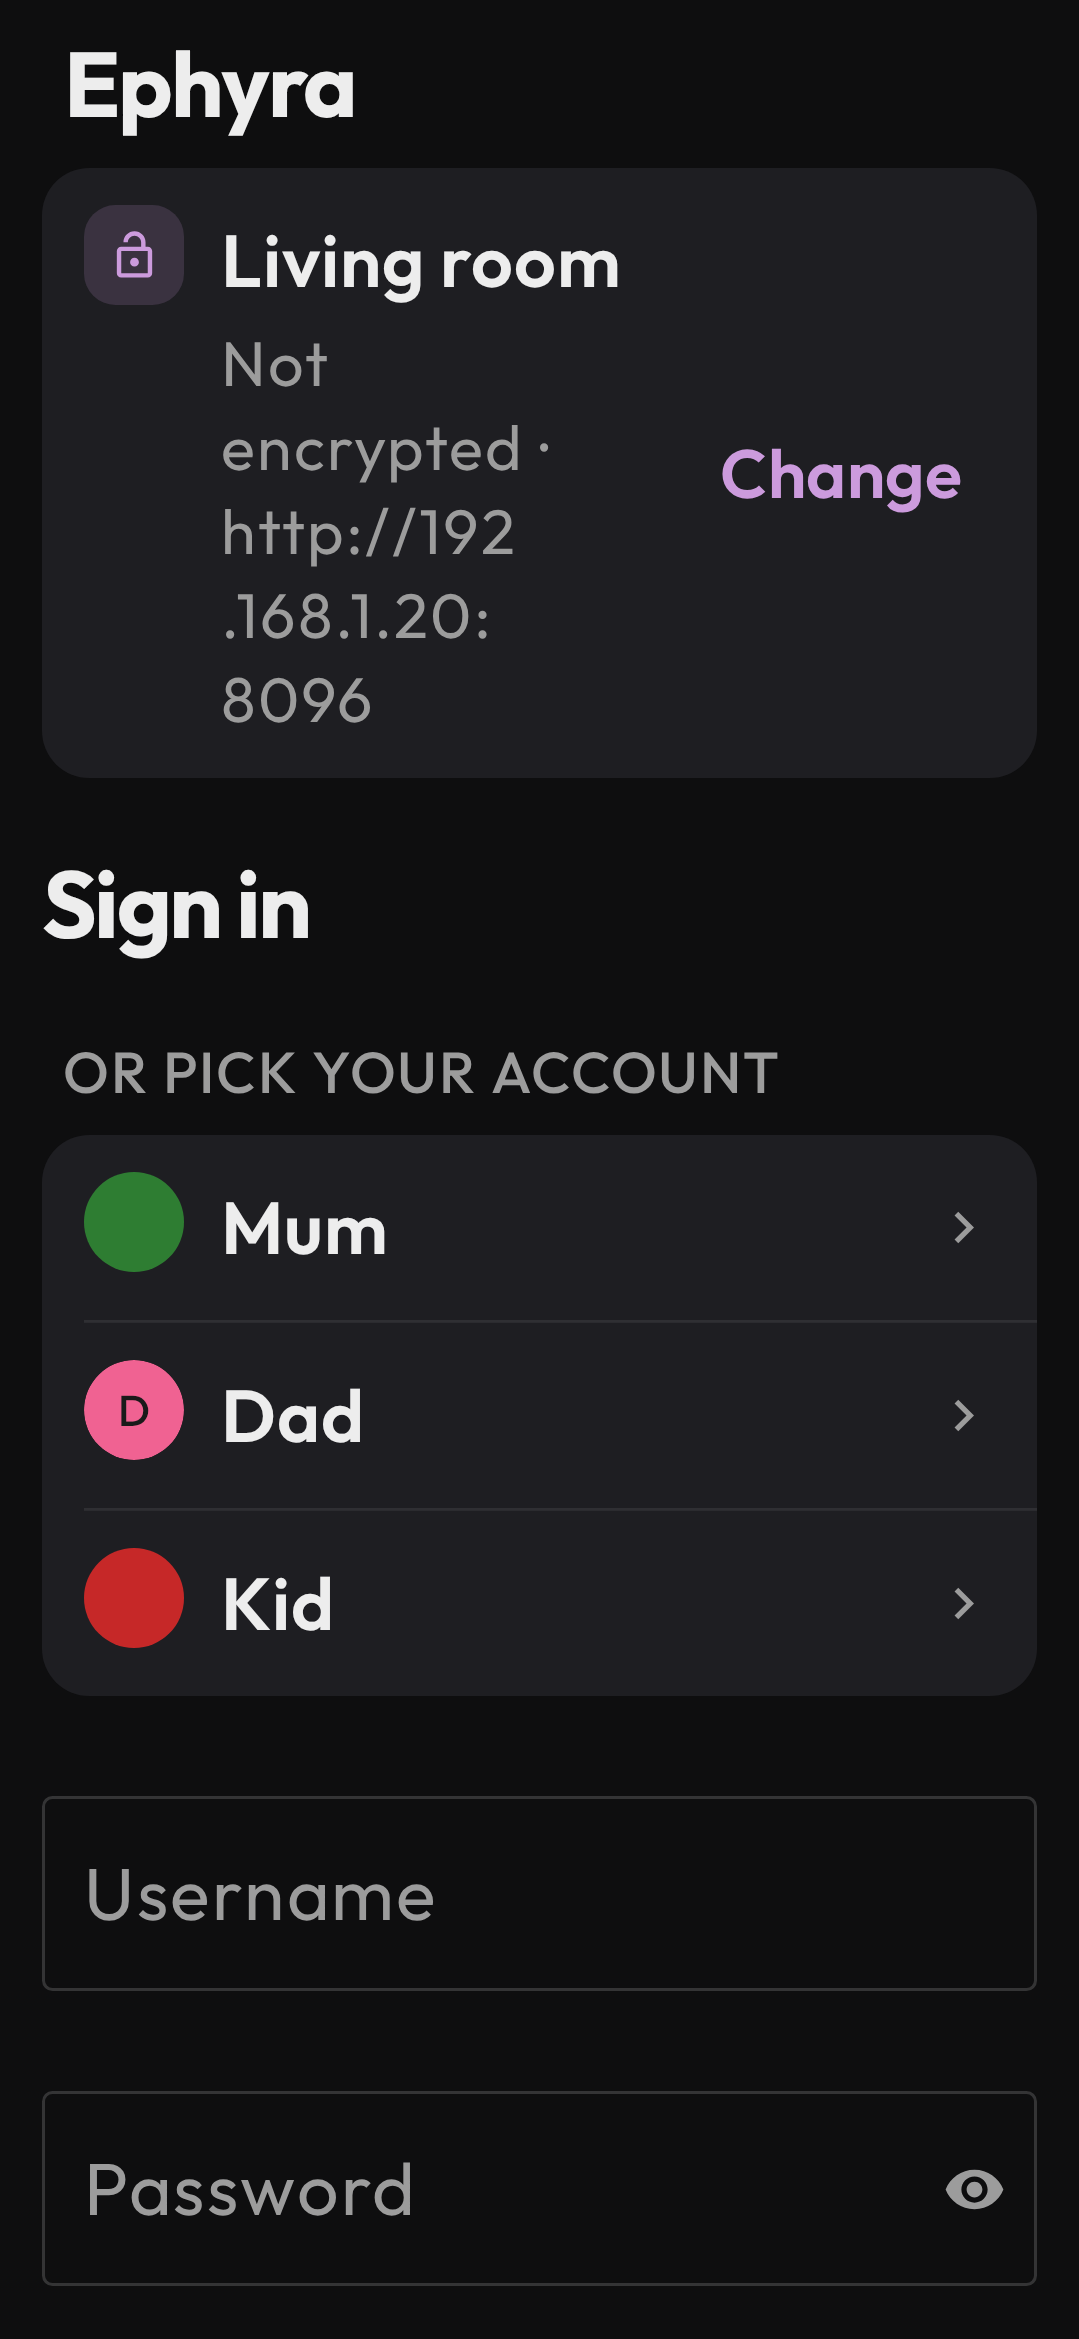 Ephyra
Living room
Not
encrypted ·
http://192
.168.1.20:
8096
Change
Sign in
OR PICK YOUR ACCOUNT
Mum
D
Dad
Kid
Username
Password